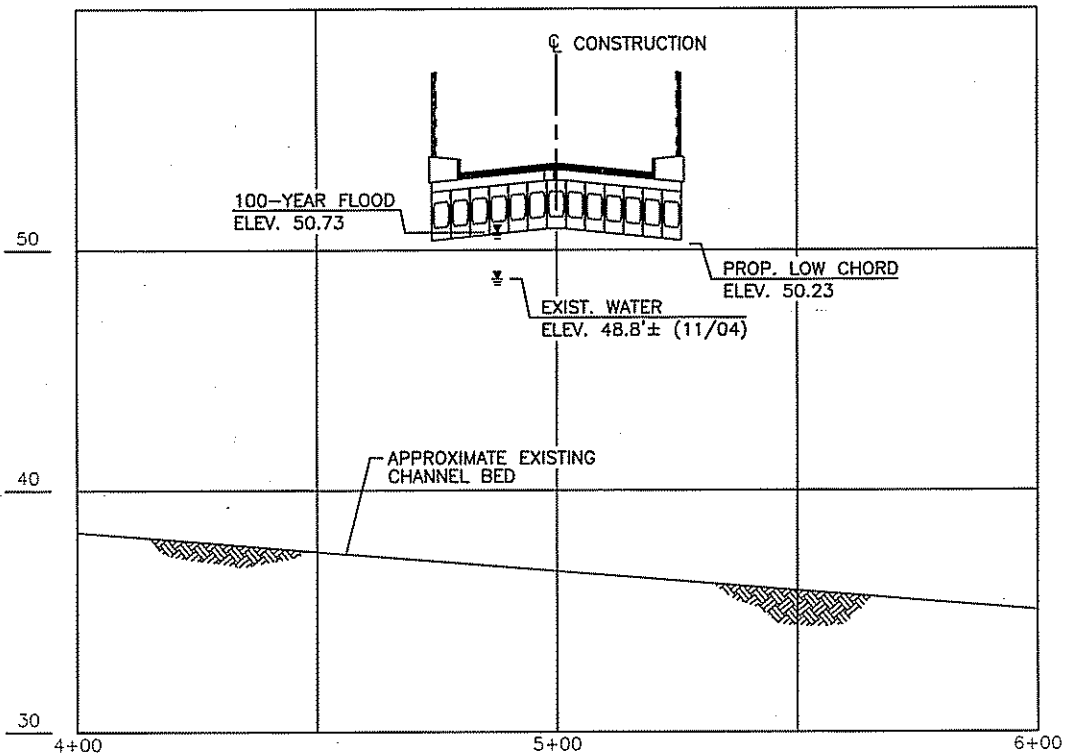 ℄ CONSTRUCTION
100-YEAR FLOOD
ELEV. 50.73
50
PROP. LOW CHORD
ELEV. 50.23
EXIST. WATER
ELEV. 48.8'± (11/04)
40
APPROXIMATE EXISTING
CHANNEL BED
30
4+00
5+00
6+00